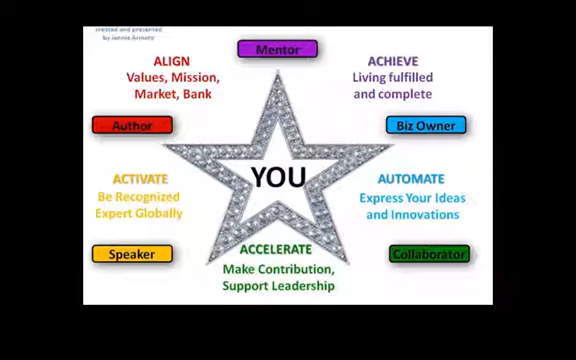 created and presented
by Jennie Armato
Mentor
ALIGN
Values, Mission,
Market, Bank
ACHIEVE
Living fulfilled
and complete
Author
Biz Owner
YOU
ACTIVATE
Be Recognized
Expert Globally
AUTOMATE
Express Your Ideas
and Innovations
Speaker
ACCELERATE
Make Contribution,
Support Leadership
Collaborator